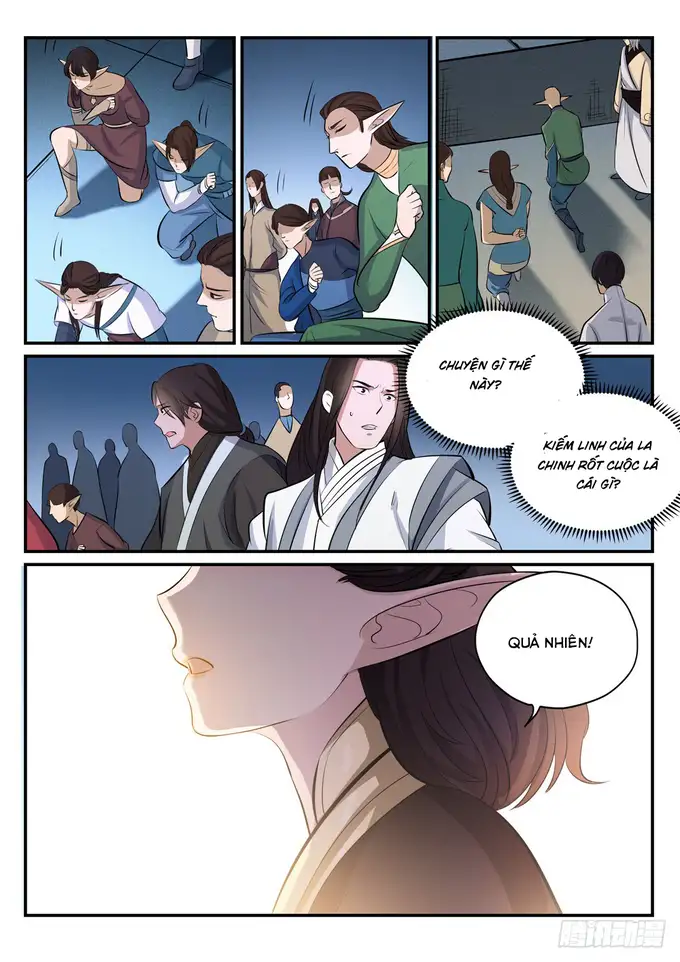 CHUYỆN GÌ THẾ
NÀY?
KIẾM LINH CỦA LA
CHINH RỐT CUỘC LÀ
CÁI GÌ?
QUẢ NHIÊN!